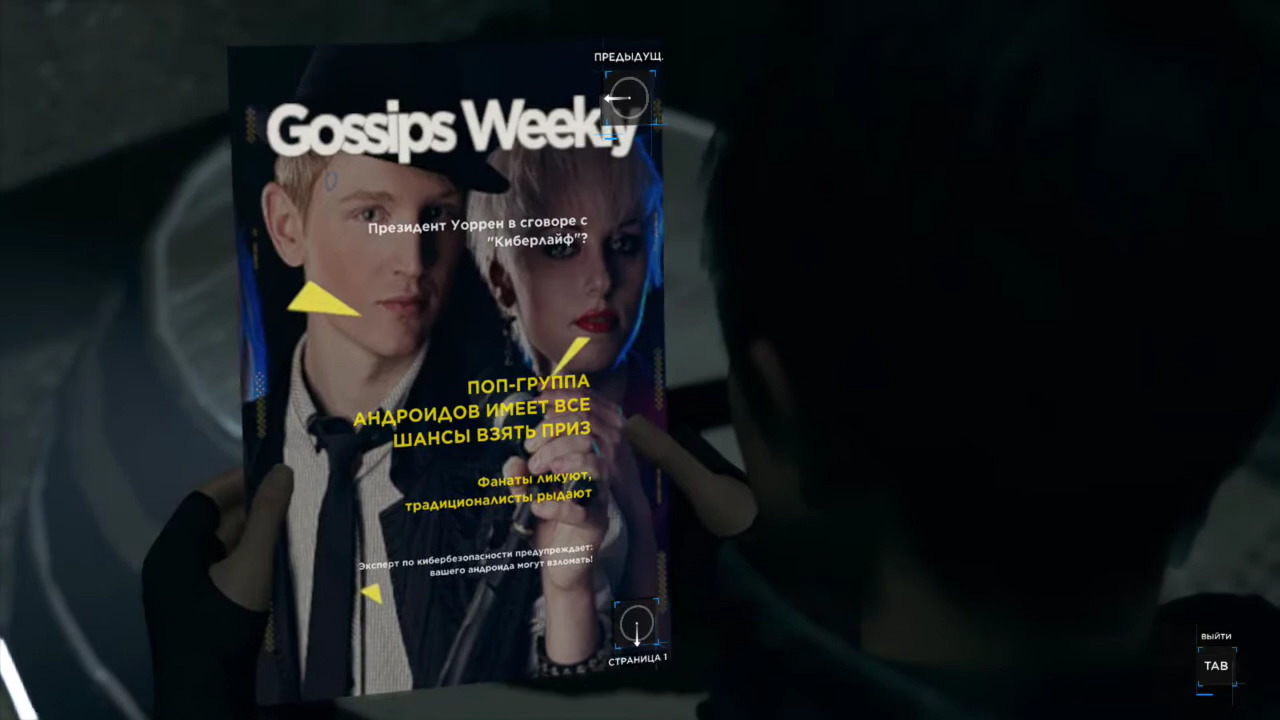 ПРЕДЫДУЩ.
Gossips Weekly
Президент Уоррен в сговоре с
"Киберлайф"?
ПОП-ГРУППА
АНДРОИДОВ ИМЕЕТ ВСЕ
ШАНСЫ ВЗЯТЬ ПРИЗ
Фанаты ликуют,
традиционалисты рыдают
Эксперт по кибербезопасности предупреждает:
вашего андроида могут взломать!
СТРАНИЦА 1
ВЫЙТИ
TAB